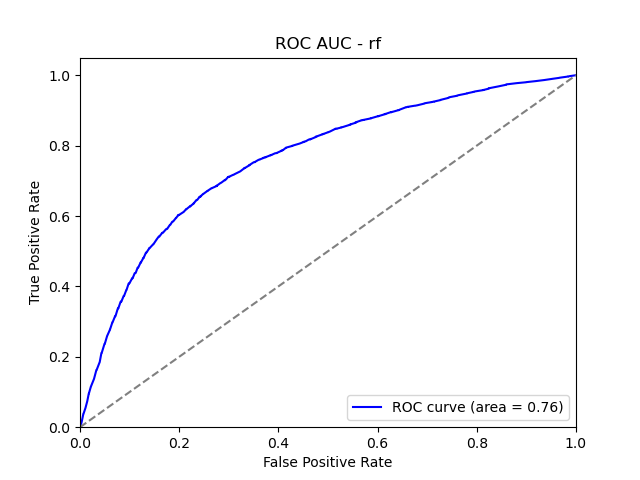 ROC AUC - rf
True Positive Rate
1.0
0.8
0.6
0.4
0.2
0.0
0.0 0.2 0.4 0.6 0.8 1.0
False Positive Rate
ROC curve (area = 0.76)